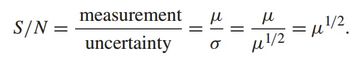 S/N = measurement / uncertainty = μ / σ = μ / μ^{1/2} = μ^{1/2}.